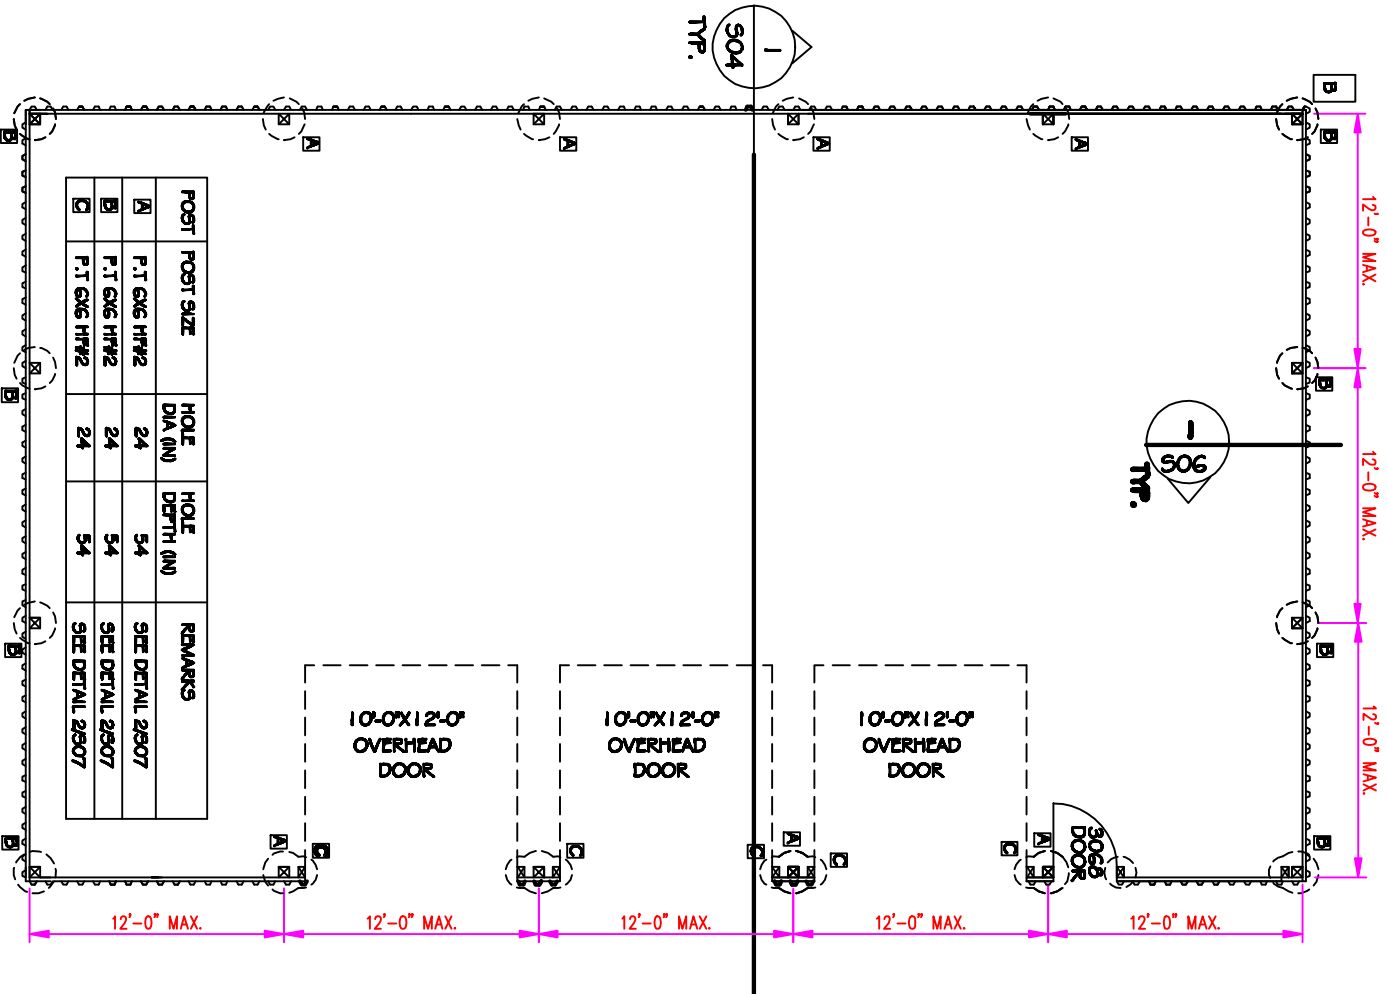 1
S04
TYP.
B
B
A
A
A
A
B
12'-0" MAX.
12'-0" MAX.
12'-0" MAX.
B
B
B
B
B
B
1
S06
TYP.
POST POST SIZE HOLE DIA (IN) HOLE DEPTH (IN) REMARKS
A P.T 6X6 HF#2 24 54 SEE DETAIL 2/S07
B P.T 6X6 HF#2 24 54 SEE DETAIL 2/S07
C P.T 6X6 HF#2 24 54 SEE DETAIL 2/S07
10'-0"X12'-0"
OVERHEAD
DOOR
10'-0"X12'-0"
OVERHEAD
DOOR
10'-0"X12'-0"
OVERHEAD
DOOR
3068
DOOR
A
C
C
C
A
C
C
A
12'-0" MAX.
12'-0" MAX.
12'-0" MAX.
12'-0" MAX.
12'-0" MAX.